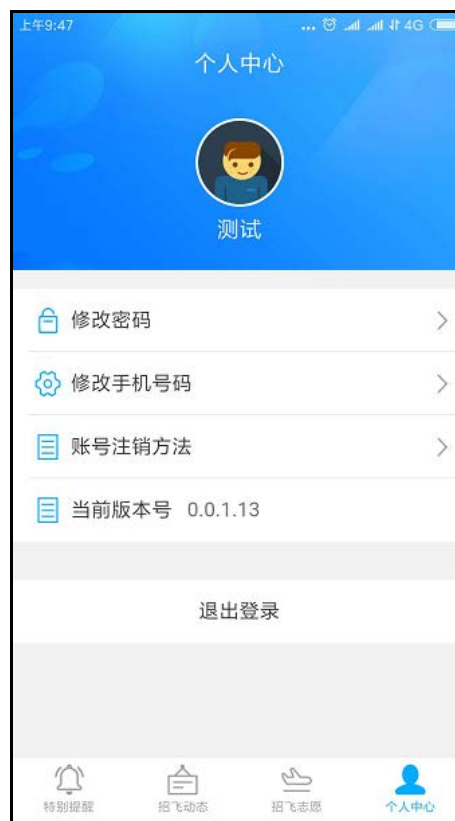 上午9:47 ... 4G
个人中心
测试
修改密码
修改手机号码
账号注销方法
当前版本号 0.0.1.13
退出登录
特别提醒 招飞动态 招飞志愿 个人中心